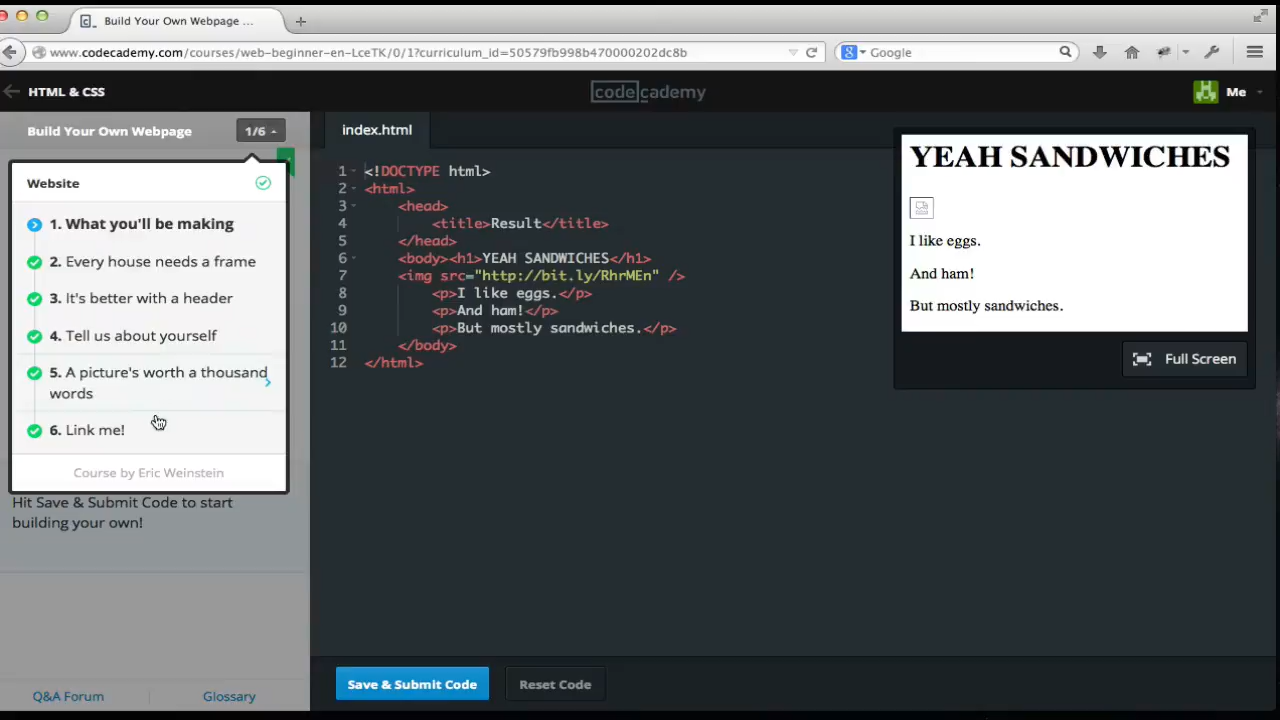 Build Your Own Webpage ...
www.codecademy.com/courses/web-beginner-en-LceTK/0/1?curriculum_id=50579fb998b470000202dc8b
Google
HTML & CSS
codecademy
Me
Build Your Own Webpage
1/6
index.html
Website
1. What you'll be making
2. Every house needs a frame
3. It's better with a header
4. Tell us about yourself
5. A picture's worth a thousand
words
6. Link me!
Course by Eric Weinstein
Hit Save & Submit Code to start
building your own!
Q&A Forum
Glossary
1 <!DOCTYPE html>
2 <html>
3 <head>
4 <title>Result</title>
5 </head>
6 <body><h1>YEAH SANDWICHES</h1>
7 <img src="http://bit.ly/RhrMEn" />
8 <p>I like eggs.</p>
9 <p>And ham!</p>
10 <p>But mostly sandwiches.</p>
11 </body>
12 </html>
YEAH SANDWICHES
I like eggs.
And ham!
But mostly sandwiches.
Full Screen
Save & Submit Code
Reset Code